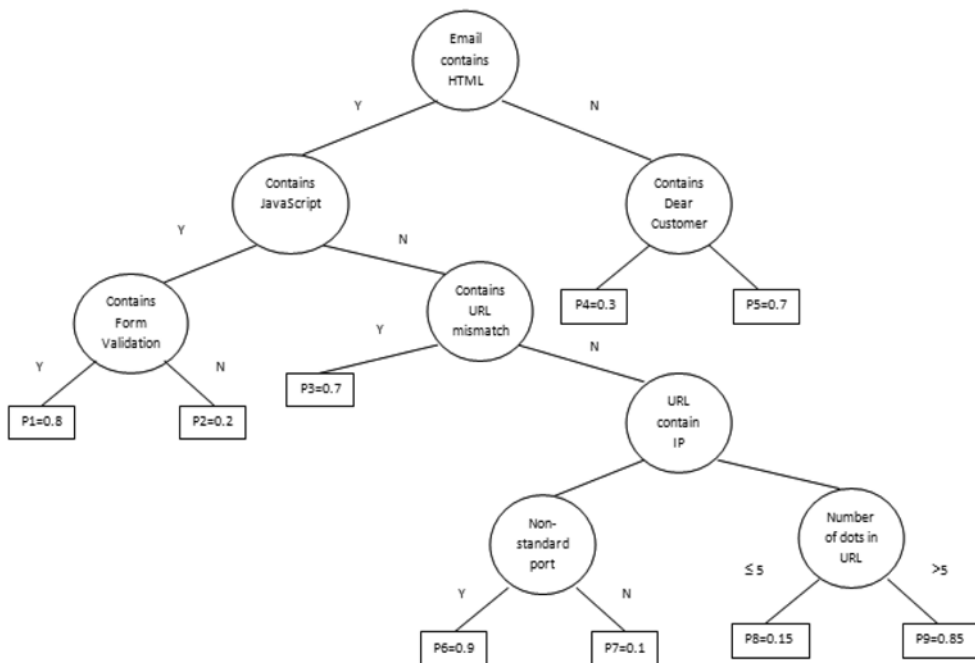 Email
contains
HTML
Y
N
Contains
JavaScript
Contains
Dear
Customer
Y
N
Contains
Form
Validation
Contains
URL
mismatch
P4=0.3
P5=0.7
Y
N
Y
N
P1=0.8
P2=0.2
P3=0.7
URL
contain
IP
Non-
standard
port
Number
of dots in
URL
≤ 5
>5
Y
N
P6=0.9
P7=0.1
P8=0.15
P9=0.85